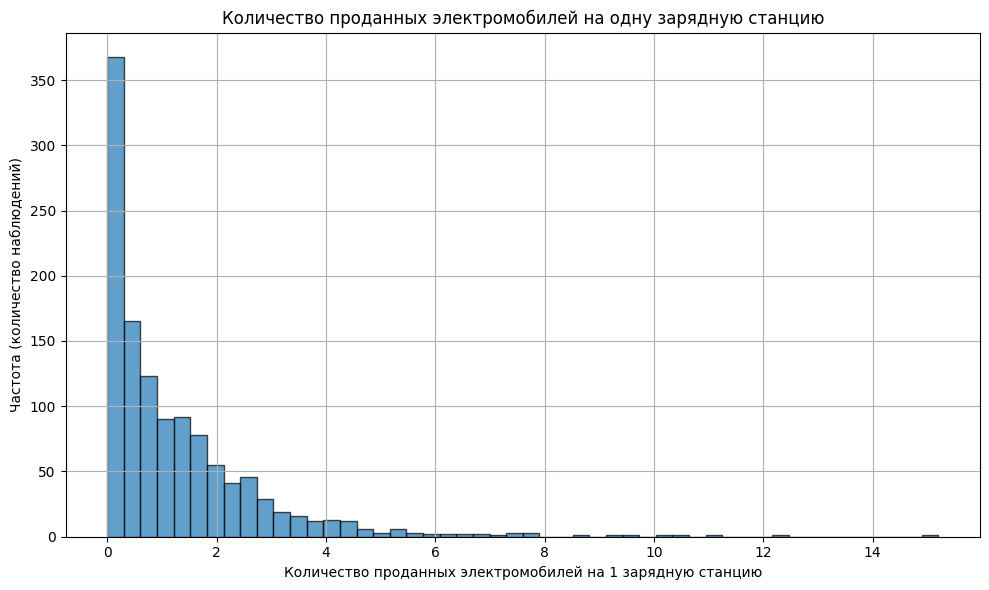 Количество проданных электромобилей на одну зарядную станцию
Частота (количество наблюдений)
350
300
250
200
150
100
50
0
0 2 4 6 8 10 12 14
Количество проданных электромобилей на 1 зарядную станцию